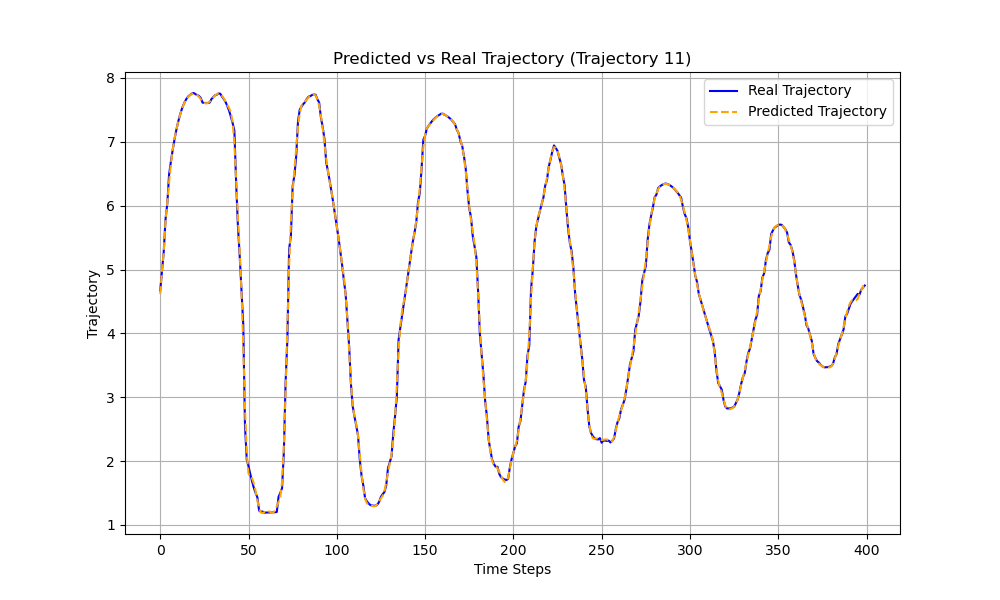 Predicted vs Real Trajectory (Trajectory 11)
Real Trajectory
Predicted Trajectory
Trajectory
8
7
6
5
4
3
2
1
0 50 100 150 200 250 300 350 400
Time Steps